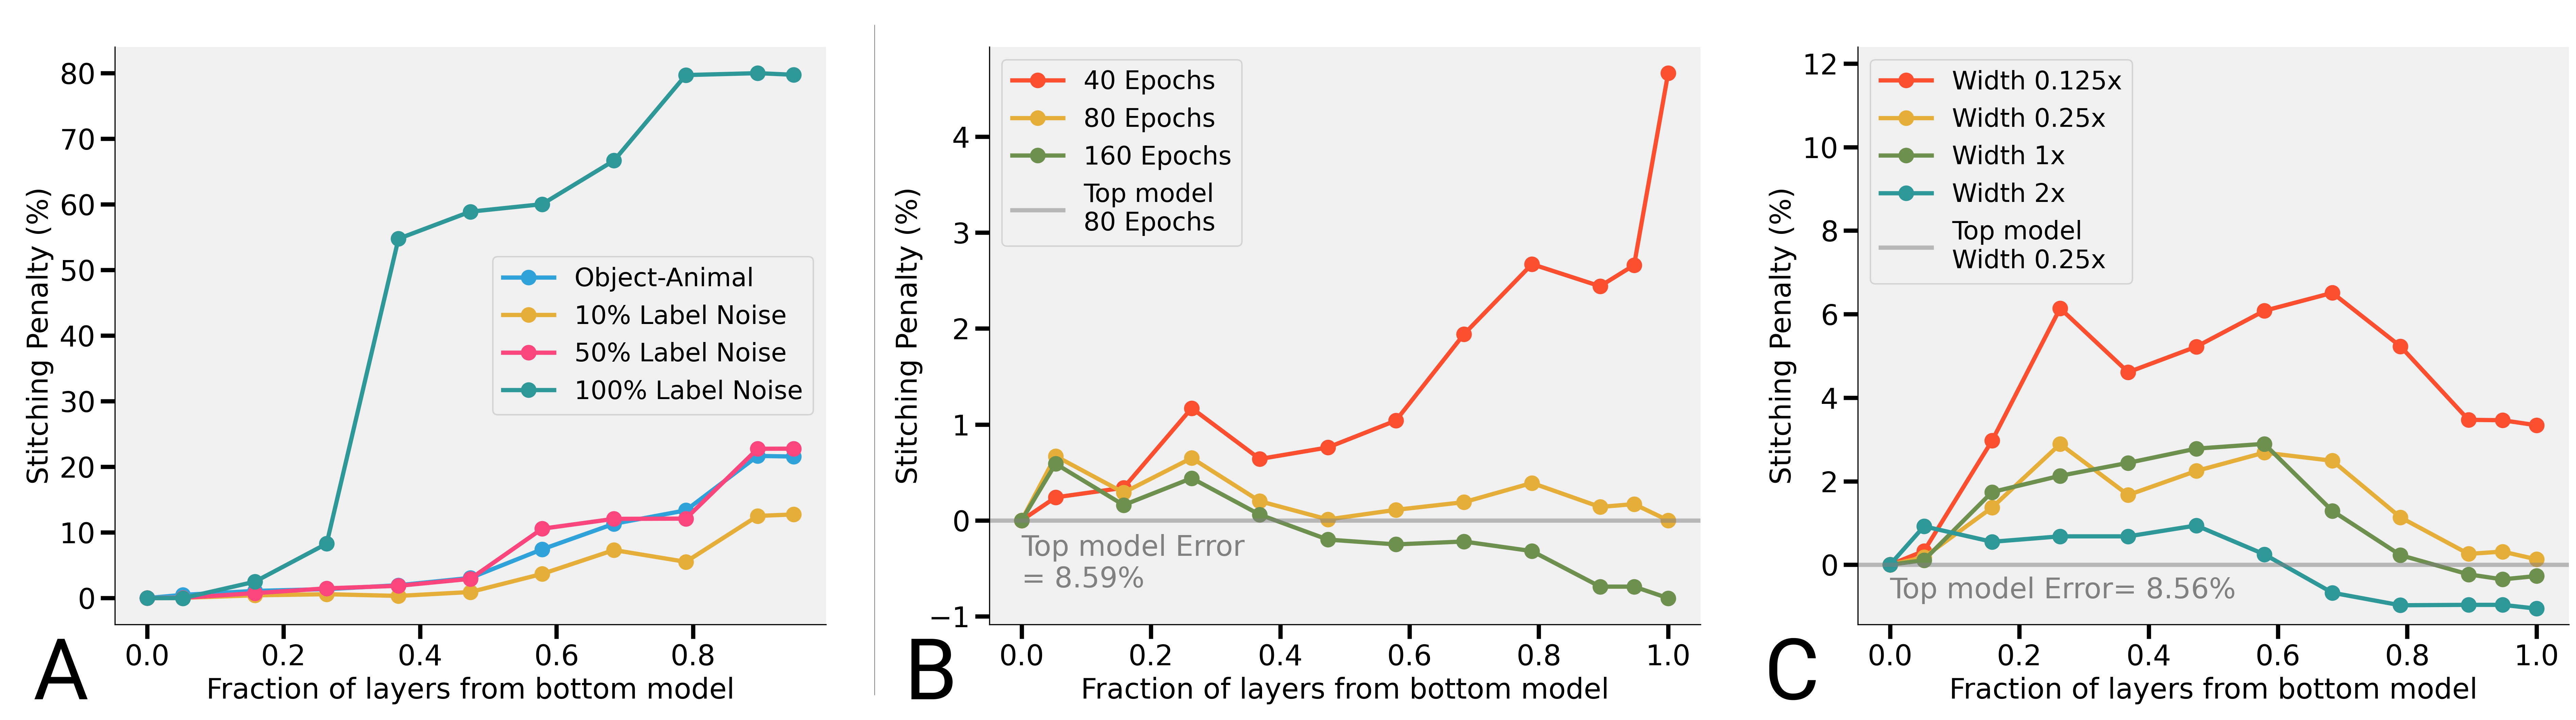 Stitching Penalty (%)
80
70
60
50
40
30
20
10
0
Object-Animal
10% Label Noise
50% Label Noise
100% Label Noise
0.0 0.2 0.4 0.6 0.8
Fraction of layers from bottom model
A
Stitching Penalty (%)
4
3
2
1
0
−1
40 Epochs
80 Epochs
160 Epochs
Top model
80 Epochs
Top model Error
= 8.59%
0.0 0.2 0.4 0.6 0.8 1.0
Fraction of layers from bottom model
B
Stitching Penalty (%)
12
10
8
6
4
2
0
Width 0.125x
Width 0.25x
Width 1x
Width 2x
Top model
Width 0.25x
Top model Error= 8.56%
0.0 0.2 0.4 0.6 0.8 1.0
Fraction of layers from bottom model
C